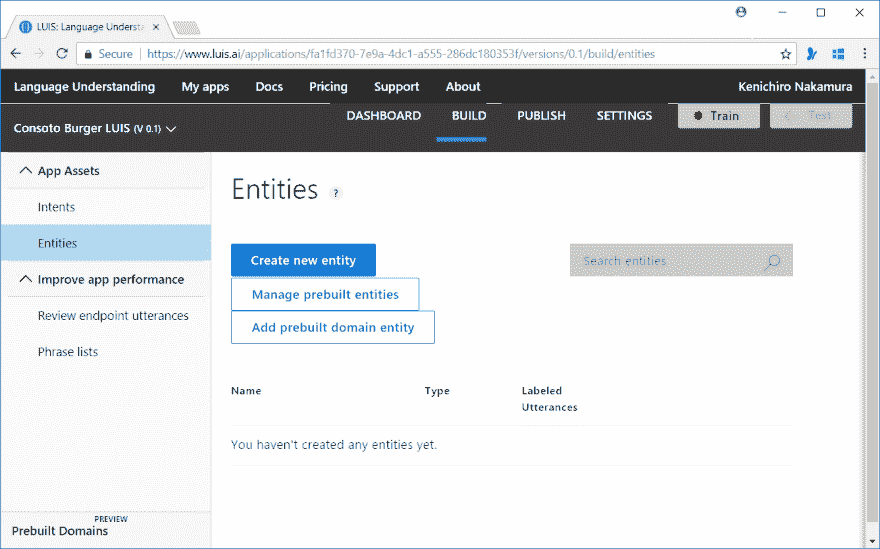 LUIS: Language Understa
Secure https://www.luis.ai/applications/fa1fd370-7e9a-4dc1-a555-286dc180353f/versions/0.1/build/entities
Language Understanding My apps Docs Pricing Support About Kenichiro Nakamura
Consoto Burger LUIS (V 0.1) DASHBOARD BUILD PUBLISH SETTINGS Train Test
App Assets
Intents
Entities
Improve app performance
Review endpoint utterances
Phrase lists
PREVIEW
Prebuilt Domains
Entities ?
Create new entity
Search entities
Manage prebuilt entities
Add prebuilt domain entity
Name Type Labeled
Utterances
You haven't created any entities yet.